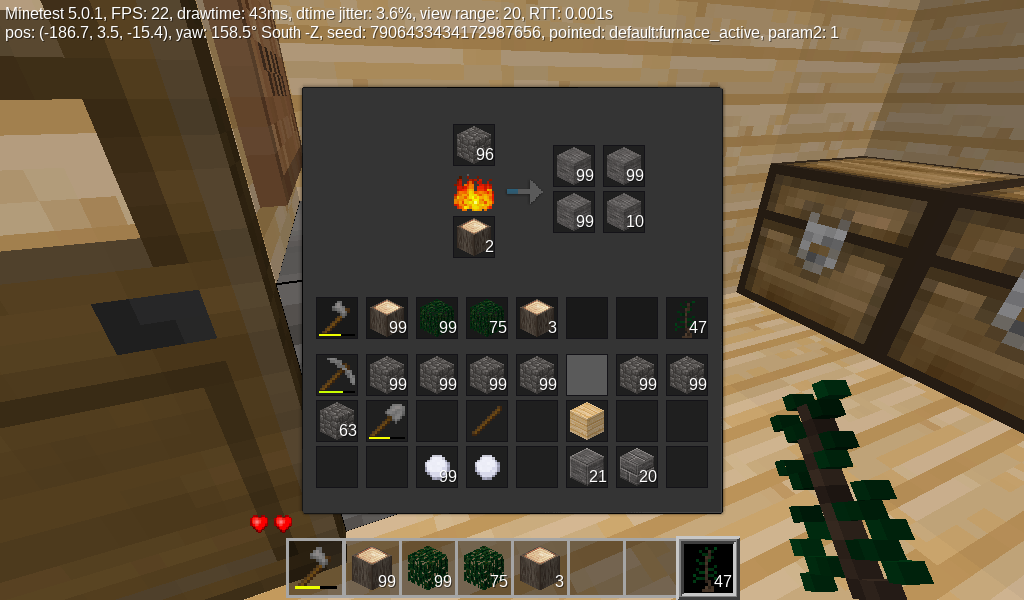 Minetest 5.0.1, FPS: 22, drawtime: 43ms, dtime jitter: 3.6%, view range: 20, RTT: 0.001s
pos: (-186.7, 3.5, -15.4), yaw: 158.5° South -Z, seed: 7906433434172987656, pointed: default:furnace_active, param2: 1
96
99 99
99 10
2
99 99 75 3 47
99 99 99 99 99 99
63
99 21 20
99 99 75 3 47